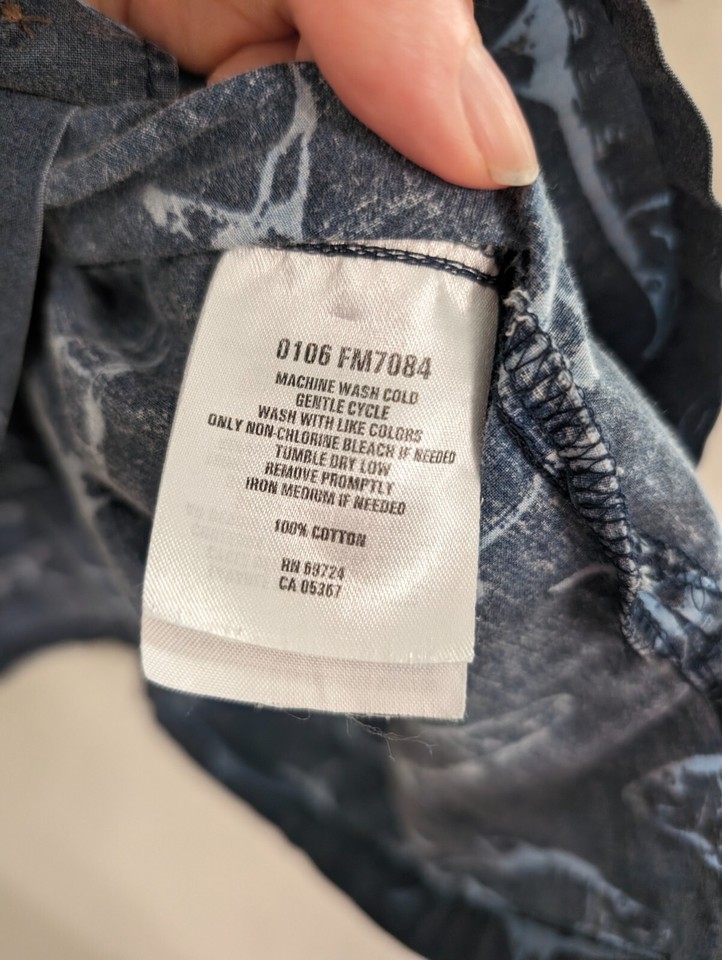 0106 FM7084
MACHINE WASH COLD
GENTLE CYCLE
WASH WITH LIKE COLORS
ONLY NON-CHLORINE BLEACH IF NEEDED
TUMBLE DRY LOW
REMOVE PROMPTLY
IRON MEDIUM IF NEEDED
100% COTTON
RN 69724
CA 05367